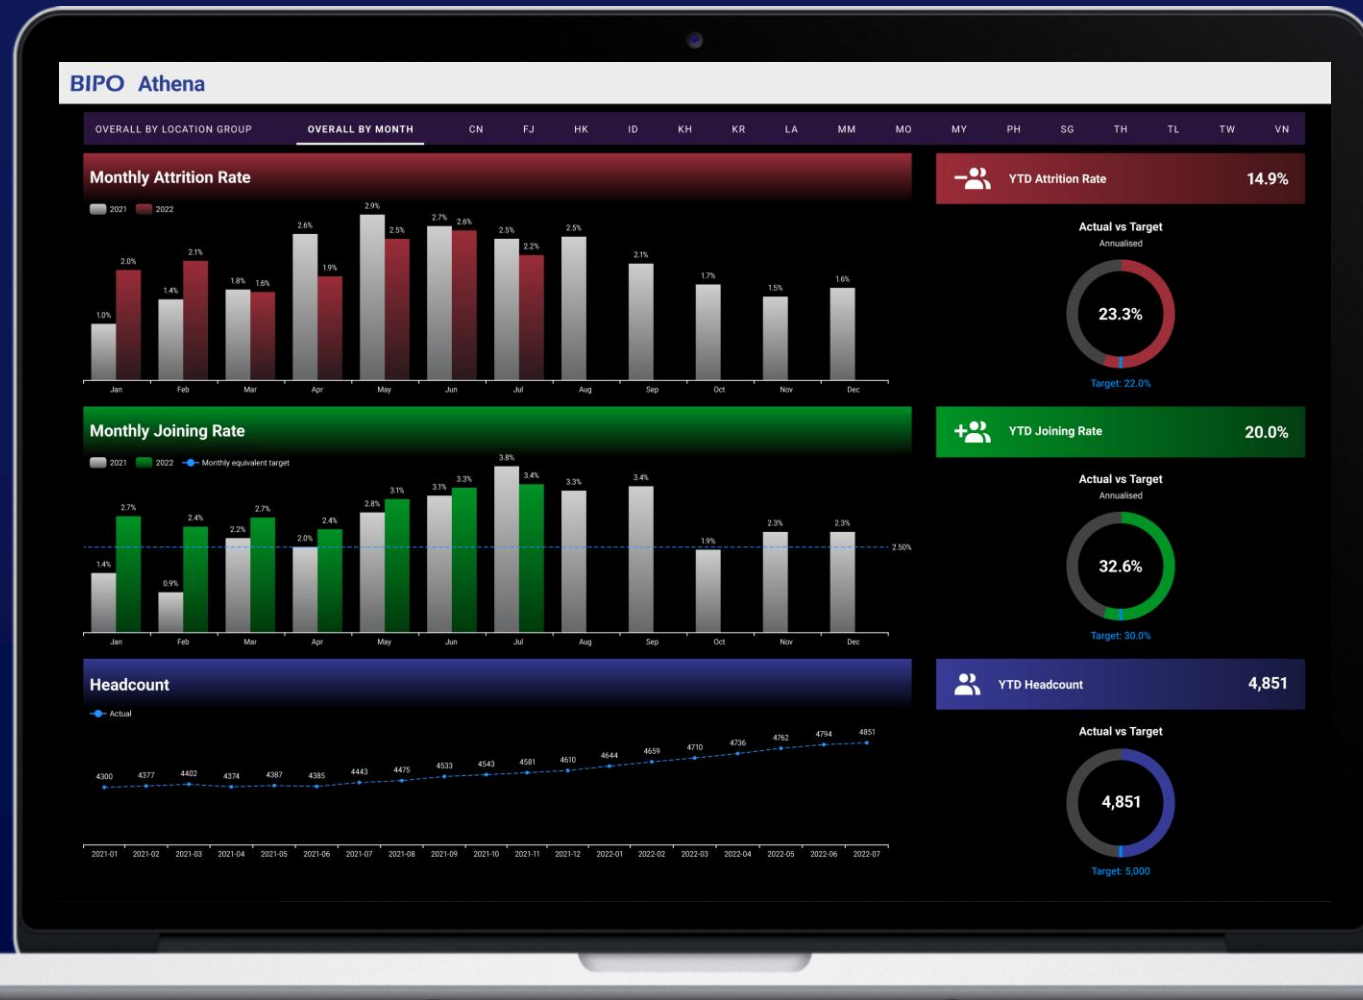 BIPO Athena
OVERALL BY LOCATION GROUP OVERALL BY MONTH CN FJ HK ID KH KR LA MM MO MY PH SG TH TL TW VN
Monthly Attrition Rate
2021 2022
1.0% 2.0% 1.4% 2.1% 1.8% 1.6% 2.6% 1.9% 2.9% 2.5% 2.7% 2.6% 2.5% 2.2% 2.5% 2.1% 1.7% 1.5% 1.6%
Jan Feb Mar Apr May Jun Jul Aug Sep Oct Nov Dec
YTD Attrition Rate 14.9%
Actual vs Target
Annualised
23.3%
Target: 22.0%
Monthly Joining Rate
2021 2022 Monthly equivalent target
1.4% 2.7% 0.9% 2.4% 2.2% 2.7% 2.0% 2.4% 2.8% 3.1% 3.1% 3.3% 3.8% 3.4% 3.3% 3.4% 1.9% 2.3% 2.3%
2.50%
Jan Feb Mar Apr May Jun Jul Aug Sep Oct Nov Dec
YTD Joining Rate 20.0%
Actual vs Target
Annualised
32.6%
Target: 30.0%
Headcount
Actual
4300 4377 4402 4374 4387 4385 4443 4475 4533 4543 4581 4610 4644 4659 4710 4736 4762 4794 4851
2021-01 2021-02 2021-03 2021-04 2021-05 2021-06 2021-07 2021-08 2021-09 2021-10 2021-11 2021-12 2022-01 2022-02 2022-03 2022-04 2022-05 2022-06 2022-07
YTD Headcount 4,851
Actual vs Target
4,851
Target: 5,000